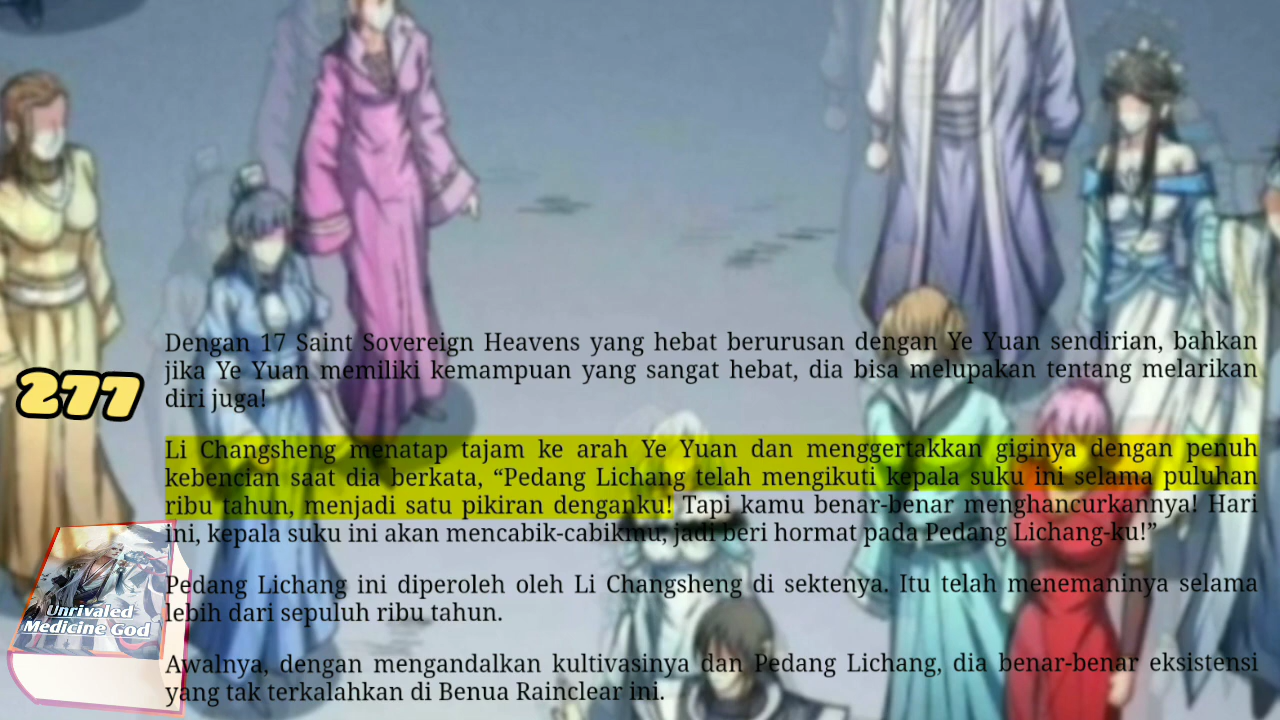 Dengan 17 Saint Sovereign Heavens yang hebat berurusan dengan Ye Yuan sendirian, bahkan
jika Ye Yuan memiliki kemampuan yang sangat hebat, dia bisa melupakan tentang melarikan
diri juga!
277
Li Changsheng menatap tajam ke arah Ye Yuan dan menggertakkan giginya dengan penuh
kebencian saat dia berkata, “Pedang Lichang telah mengikuti kepala suku ini selama puluhan
ribu tahun, menjadi satu pikiran denganku! Tapi kamu benar-benar menghancurkannya! Hari
ini, kepala suku ini akan mencabik-cabikmu, jadi beri hormat pada Pedang Lichang-ku!”
Pedang Lichang ini diperoleh oleh Li Changsheng di sektenya. Itu telah menemaninya selama
lebih dari sepuluh ribu tahun.
Unrivaled
Medicine God
Awalnya, dengan mengandalkan kultivasinya dan Pedang Lichang, dia benar-benar eksistensi
yang tak terkalahkan di Benua Rainclear ini.